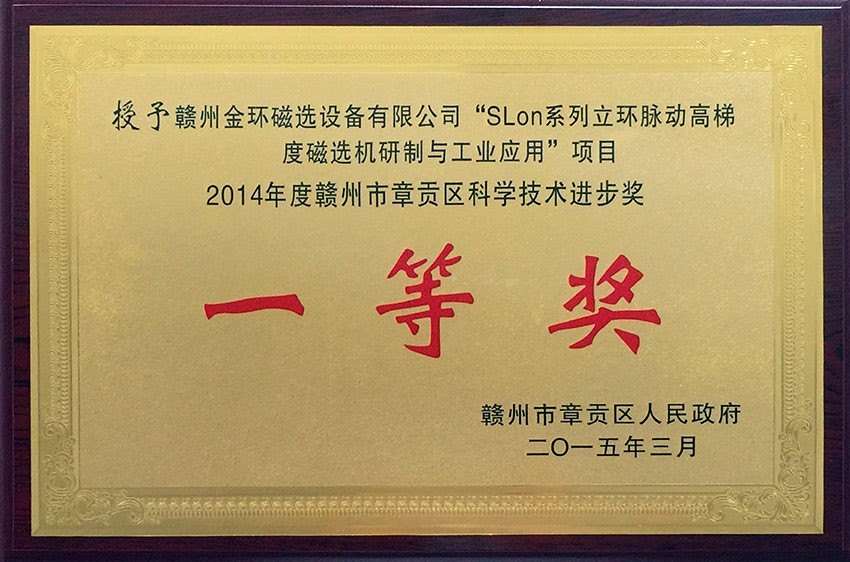 授予赣州金环磁选设备有限公司“SLon系列立环脉动高梯
度磁选机研制与工业应用”项目
2014年度赣州市章贡区科学技术进步奖
一等奖
赣州市章贡区人民政府
二〇一五年三月